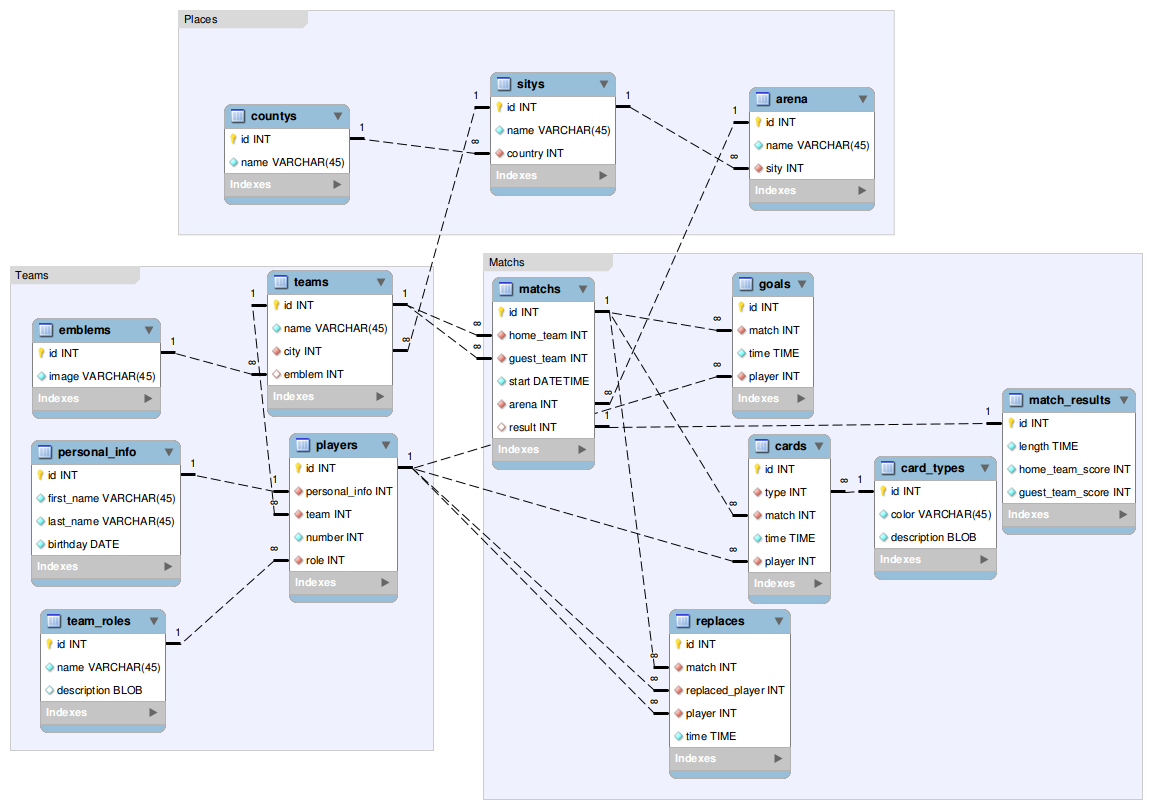 Places
countys
id INT
name VARCHAR(45)
Indexes
sitys
id INT
name VARCHAR(45)
country INT
Indexes
arena
id INT
name VARCHAR(45)
sity INT
Indexes
1
∞
1
1
∞
1
Teams
emblems
id INT
image VARCHAR(45)
Indexes
teams
id INT
name VARCHAR(45)
city INT
emblem INT
Indexes
personal_info
id INT
first_name VARCHAR(45)
last_name VARCHAR(45)
birthday DATE
Indexes
players
id INT
personal_info INT
team INT
number INT
role INT
Indexes
team_roles
id INT
name VARCHAR(45)
description BLOB
Indexes
1
∞
1
1
∞
1
1
∞
1
∞
1
Matchs
matchs
id INT
home_team INT
guest_team INT
start DATETIME
arena INT
result INT
Indexes
goals
id INT
match INT
time TIME
player INT
Indexes
cards
id INT
type INT
match INT
time TIME
player INT
Indexes
card_types
id INT
color VARCHAR(45)
description BLOB
Indexes
match_results
id INT
length TIME
home_team_score INT
guest_team_score INT
Indexes
replaces
id INT
match INT
replaced_player INT
player INT
time TIME
Indexes
∞
∞
1
∞
1
∞
∞
1
∞
1
∞
∞
∞
∞
∞